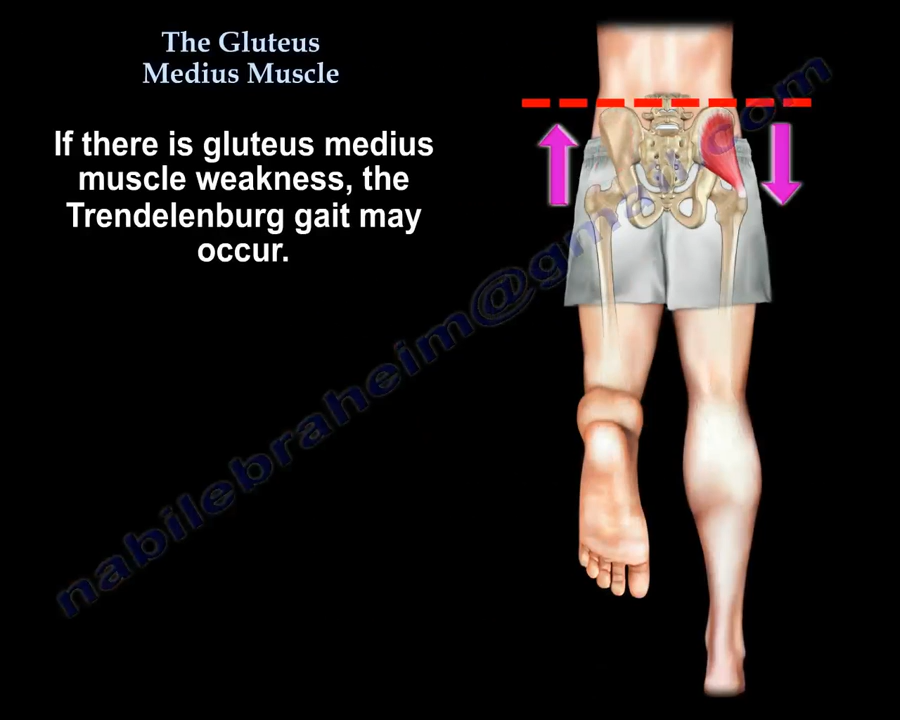 The Gluteus
Medius Muscle
If there is gluteus medius
muscle weakness, the
Trendelenburg gait may
occur.
nabilebraheim@gmail.com